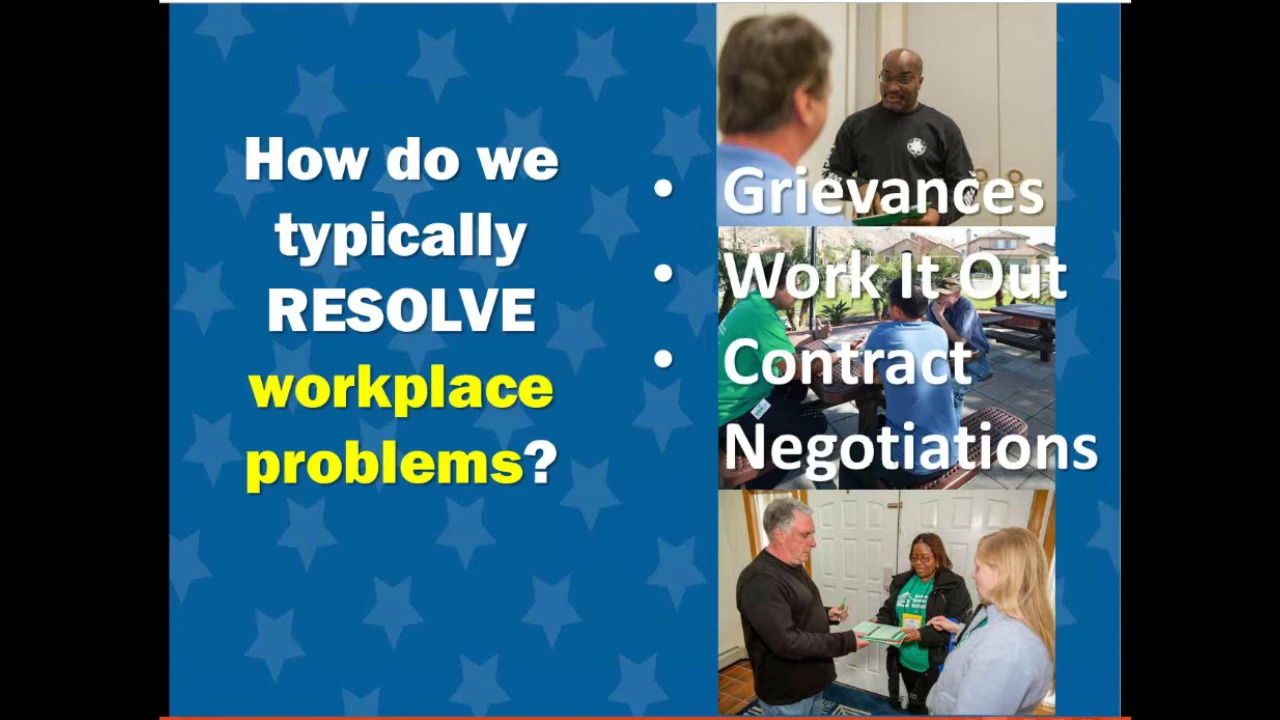 How do we
typically
RESOLVE
workplace
problems?
• Grievances
• Work It Out
• Contract
Negotiations